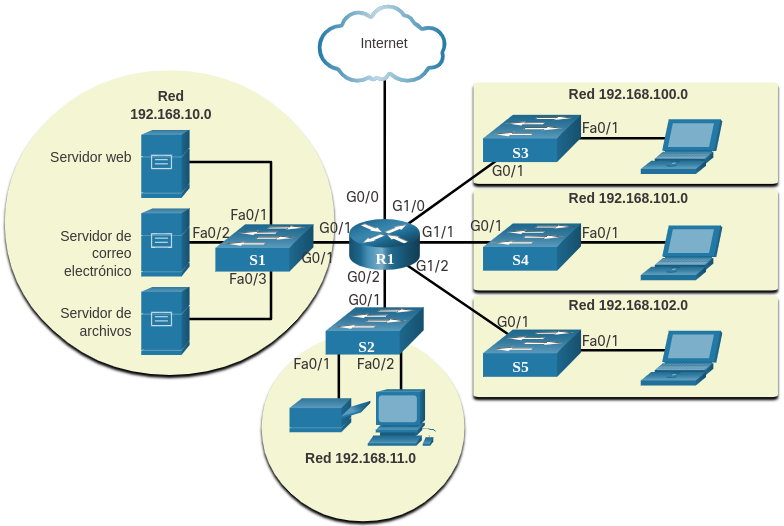 Internet
Red
192.168.10.0
Servidor web
Servidor de
correo
electrónico
Servidor de
archivos
Fa0/1
Fa0/2
Fa0/3
S1
G0/1
G0/1
G0/0
G1/0
G1/1
G1/2
G0/2
R1
G0/1
S2
Fa0/1
Fa0/2
Red 192.168.11.0
Red 192.168.100.0
S3
G0/1
Fa0/1
Red 192.168.101.0
G0/1
S4
Fa0/1
Red 192.168.102.0
G0/1
S5
Fa0/1